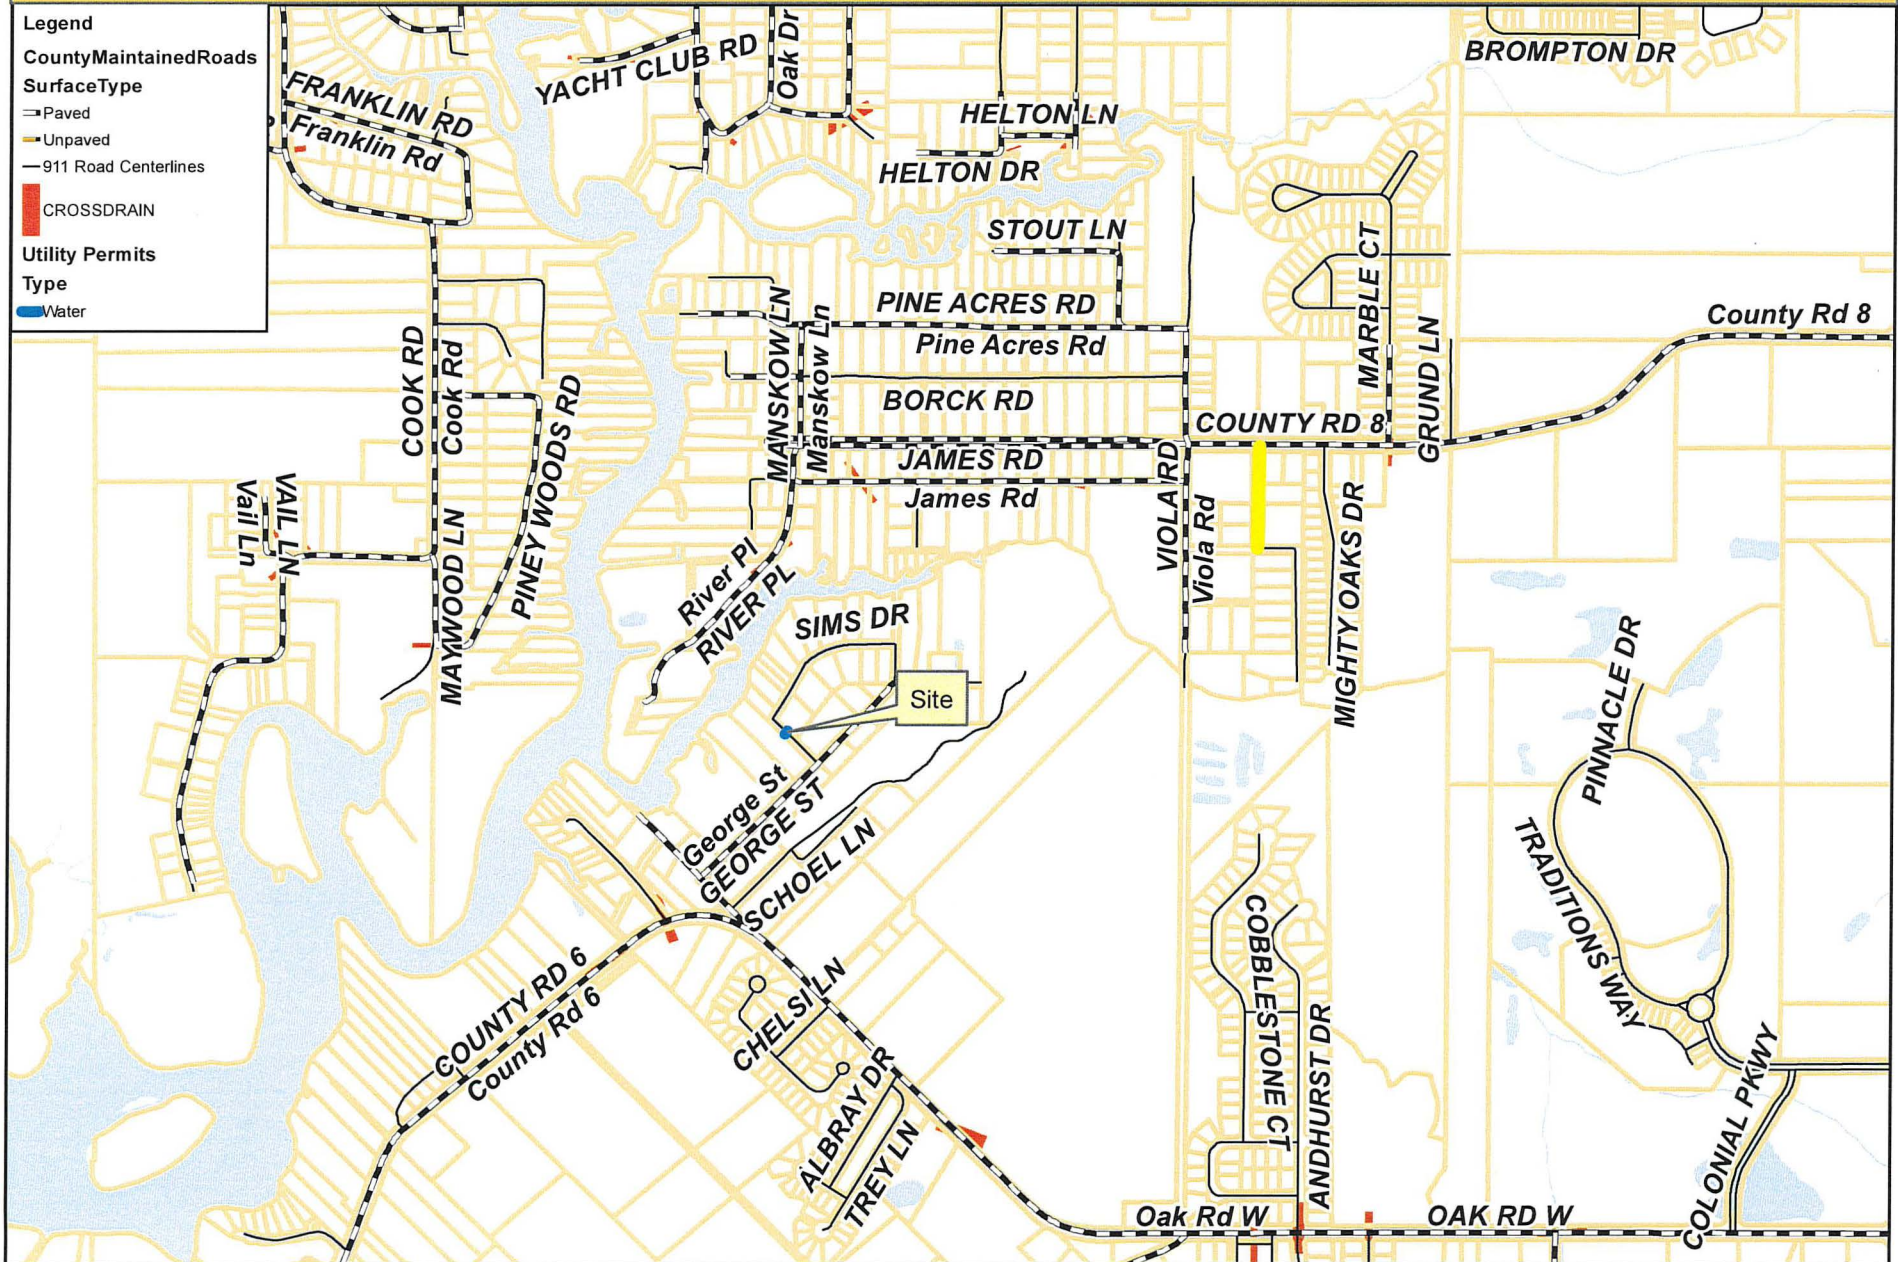 Legend
CountyMaintainedRoads
SurfaceType
Paved
Unpaved
911 Road Centerlines
CROSSDRAIN
Utility Permits
Type
Water
FRANKLIN RD
Franklin Rd
YACHT CLUB RD
Oak Dr
HELTON LN
HELTON DR
BROMPTON DR
STOUT LN
PINE ACRES RD
Pine Acres Rd
MANSKOW LN
Manskow Ln
BORCK RD
COUNTY RD 8
County Rd 8
MARBLE CT
GRUND LN
COOK RD
Cook Rd
PINEY WOODS RD
JAMES RD
James Rd
VIOLA RD
Viola Rd
MIGHTY OAKS DR
VAIL LN
Vail Ln
MAYWOOD LN
River Pl
RIVER PL
SIMS DR
Site
George St
GEORGE ST
SCHOEL LN
PINNACLE DR
TRADITIONS WAY
COUNTY RD 6
County Rd 6
CHELSI LN
ALBRAY DR
TREY LN
COBBLESTONE CT
ANDHURST DR
COLONIAL PKWY
Oak Rd W
OAK RD W